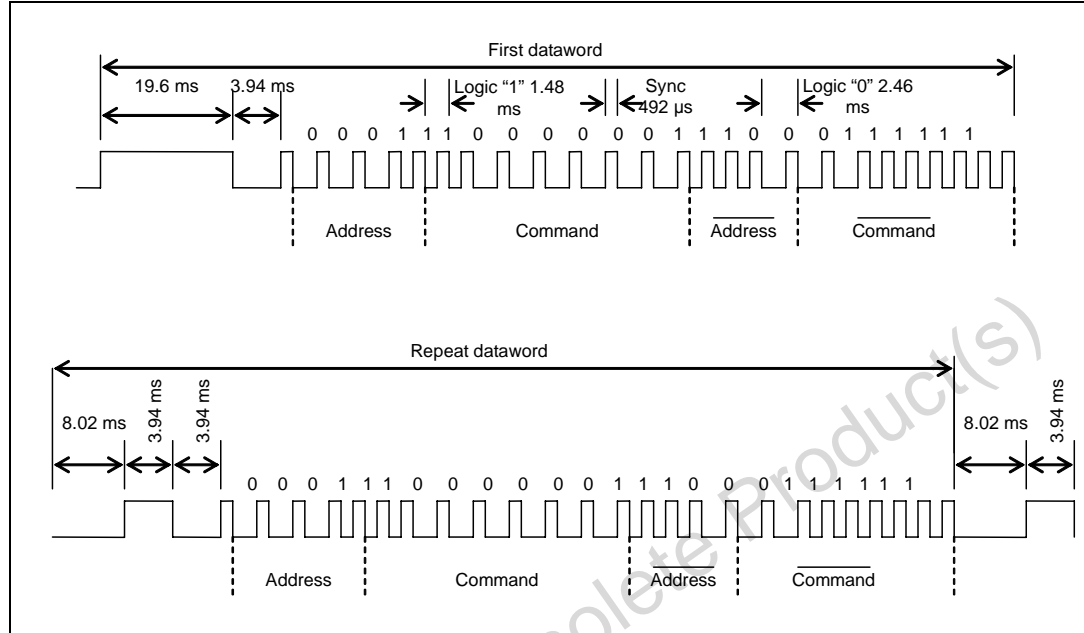 First dataword
19.6 ms 3.94 ms Logic “1” 1.48 ms Sync 492 µs Logic “0” 2.46 ms
0 0 0 1 1 1 0 0 0 0 0 0 1 1 1 0 0 0 1 1 1 1 1 1
Address Command Address Command
Repeat dataword
8.02 ms 3.94 ms 3.94 ms 8.02 ms 3.94 ms
0 0 0 1 1 1 0 0 0 0 0 0 1 1 1 0 0 0 1 1 1 1 1 1
Address Command Address Command
olete Product(s)